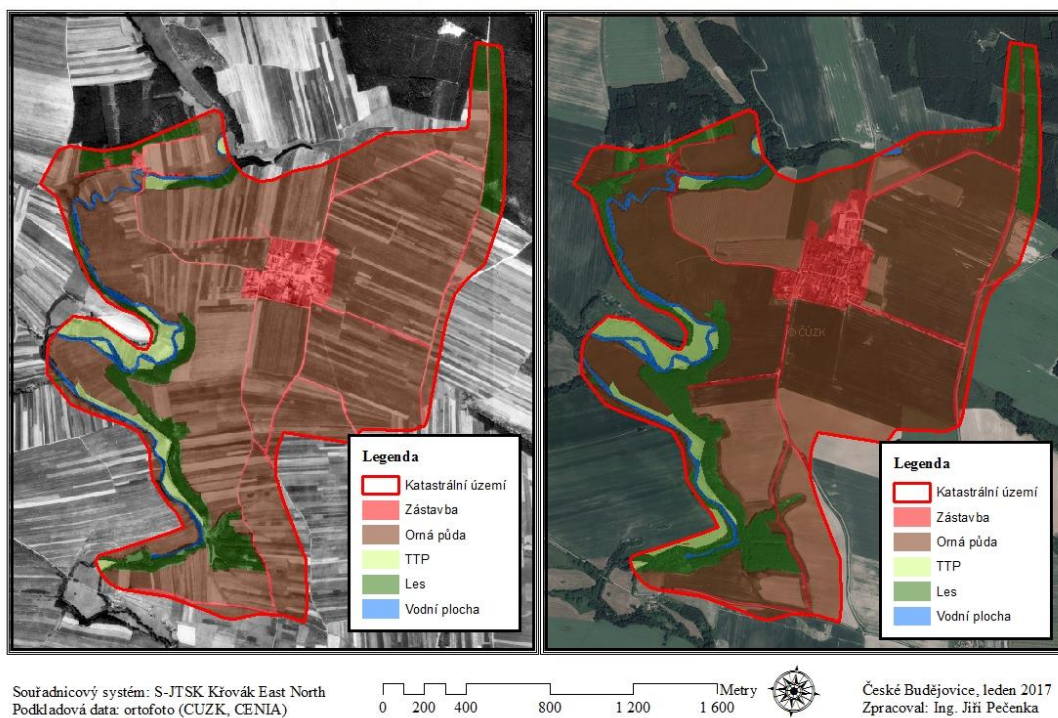 Legenda
Katastrální území
Zástavba
Orná půda
TTP
Les
Vodní plocha
© ČÚZK
Legenda
Katastrální území
Zástavba
Orná půda
TTP
Les
Vodní plocha
Souřadnicový systém: S-JTSK Křovák East North
Podkladová data: ortofoto (CUZK, CENIA)
Metry
0 200 400 800 1 200 1 600
České Budějovice, leden 2017
Zpracoval: Ing. Jiří Pečenka